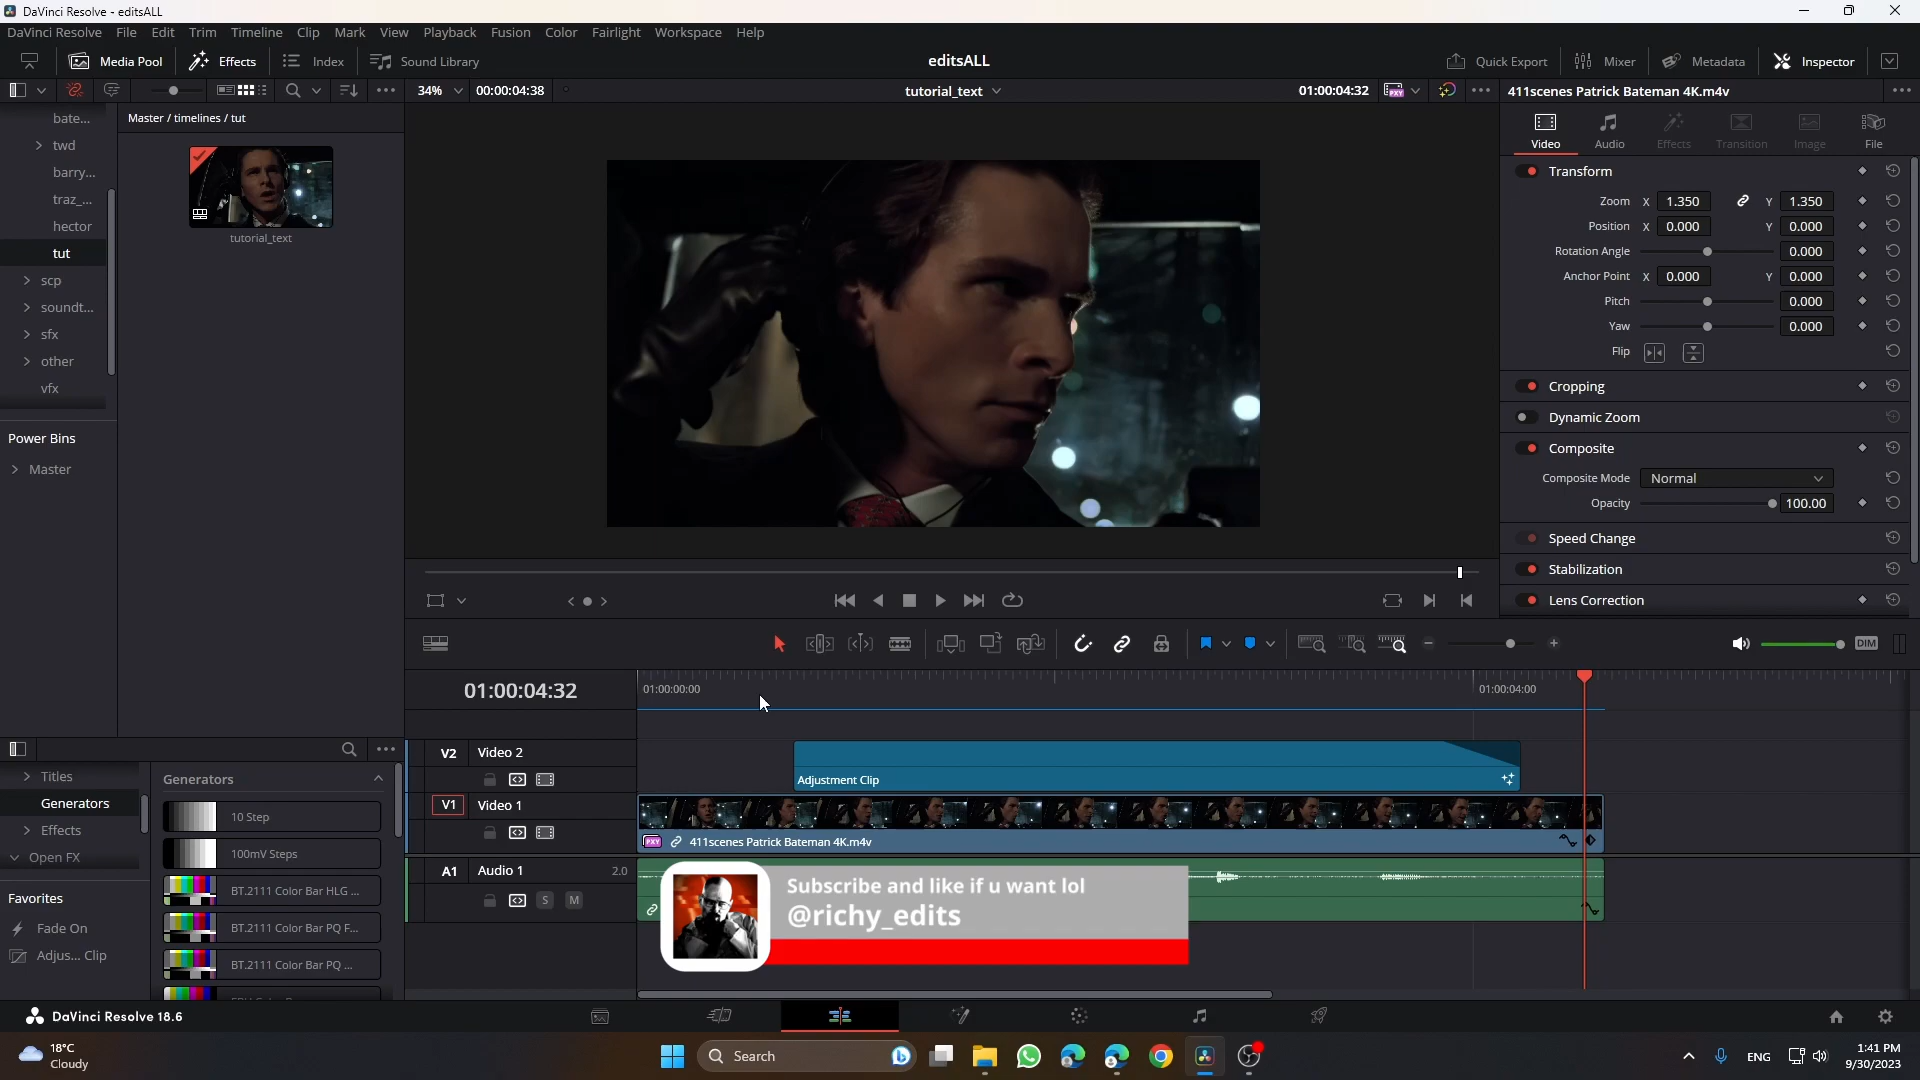 DaVinci Resolve - editsALL
DaVinci Resolve File Edit Trim Timeline Clip Mark View Playback Fusion Color Fairlight Workspace Help
Media Pool Effects Index Sound Library editsALL Quick Export Mixer Metadata Inspector
34% 00:00:04:38 tutorial_text 01:00:04:32 PXY 411scenes Patrick Bateman 4K.m4v
Master / timelines / tut
bate...
twd
barry...
traz_...
hector
tut
scp
soundt...
sfx
other
vfx
tutorial_text
Power Bins
Master
Video Audio Effects Transition Image File
Transform
Zoom X 1.350 Y 1.350
Position X 0.000 Y 0.000
Rotation Angle 0.000
Anchor Point X 0.000 Y 0.000
Pitch 0.000
Yaw 0.000
Flip
Cropping
Dynamic Zoom
Composite
Composite Mode Normal
Opacity 100.00
Speed Change
Stabilization
Lens Correction
DIM
01:00:04:32 01:00:00:00 01:00:04:00
V2 Video 2
Adjustment Clip
V1 Video 1
PXY 411scenes Patrick Bateman 4K.m4v
A1 Audio 1 2.0
S M
Subscribe and like if u want lol
@richy_edits
Titles
Generators
Effects
Open FX
Favorites
Fade On
Adjus... Clip
Generators
10 Step
100mV Steps
BT.2111 Color Bar HLG ...
BT.2111 Color Bar PQ F...
BT.2111 Color Bar PQ ...
DaVinci Resolve 18.6
18°C
Cloudy
Search
ENG
1:41 PM
9/30/2023